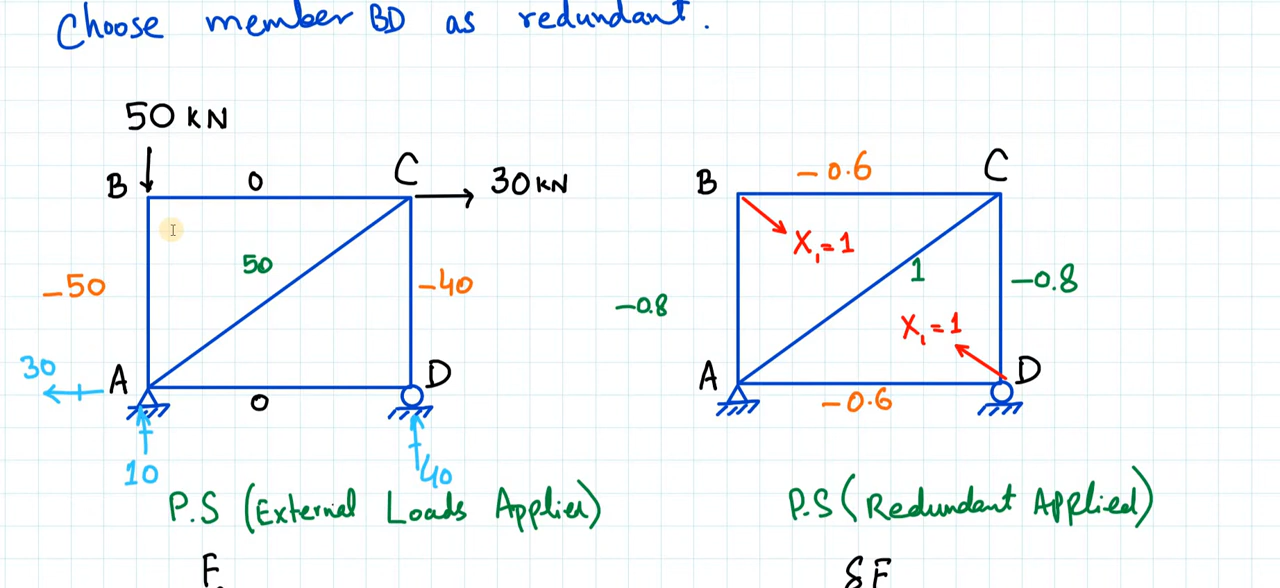 Choose member BD as redundant.
50 KN
B
0
C
30 KN
-50
50
-40
30
A
D
0
10
40
P.S (External Loads Applied)
F
B
-0.6
C
X₁=1
-0.8
1
-0.8
X₁=1
A
D
-0.6
P.S (Redundant Applied)